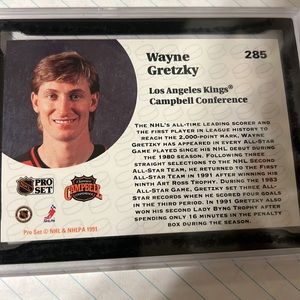 Wayne
Gretzky
285
Los Angeles Kings®
Campbell Conference
THE NHL'S ALL-TIME LEADING SCORER AND
THE FIRST PLAYER IN LEAGUE HISTORY TO
REACH THE 2,000-POINT MARK, WAYNE
GRETZKY HAS APPEARED IN EVERY ALL-STAR
GAME PLAYED SINCE HIS NHL DEBUT DURING
THE 1980 SEASON. FOLLOWING THREE
STRAIGHT SELECTIONS TO THE NHL SECOND
ALL-STAR TEAM, HE RETURNED TO THE FIRST
ALL-STAR TEAM IN 1991 AFTER WINNING HIS
NINTH ART ROSS TROPHY. DURING THE 1983
ALL-STAR GAME, GRETZKY SET THREE ALL-
STAR RECORDS WHEN HE SCORED FOUR GOALS
IN THE THIRD PERIOD. IN 1991 GRETZKY ALSO
WON HIS SECOND LADY BYNG TROPHY AFTER
SPENDING ONLY 16 MINUTES IN THE PENALTY
BOX DURING THE SEASON.
NHL
PRO SET
CAMPBELL
Pro Set © NHL & NHLPA 1991